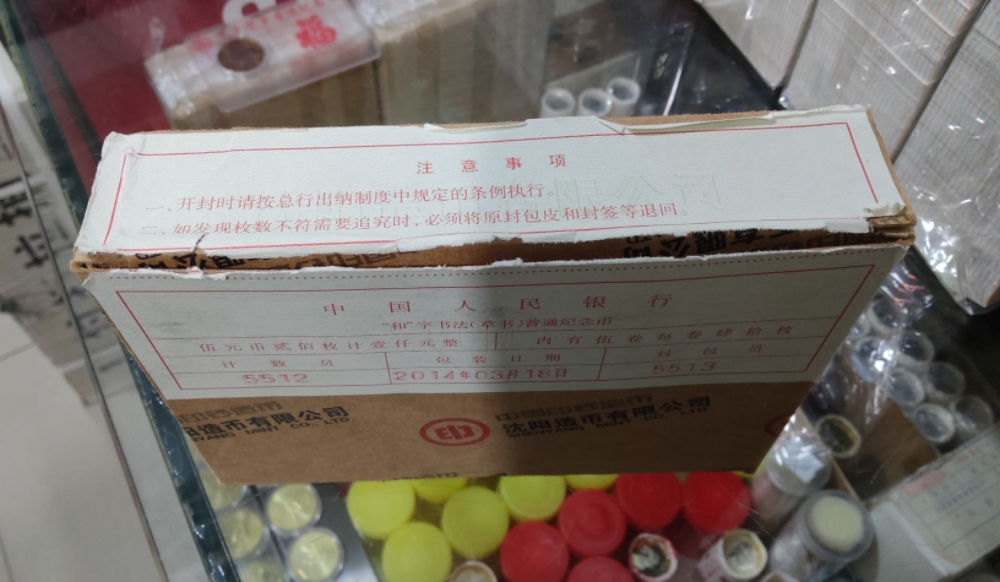 注意事项
一、开封时请按总行出纳制度中规定的条例执行。
二、如发现枚数不符需要追究时，必须将原封包皮和封签等退回。
中国人民银行
“和”字书法(草书)普通纪念币
伍元币贰佰枚计壹仟元整 内有伍卷每卷肆拾枚
计数员 包装日期 封包员
5512 2014年03月18日 5513
造币有限公司 沈阳造币有限公司
YANG MINT CO., LTD SHENYANG MINT CO., LTD